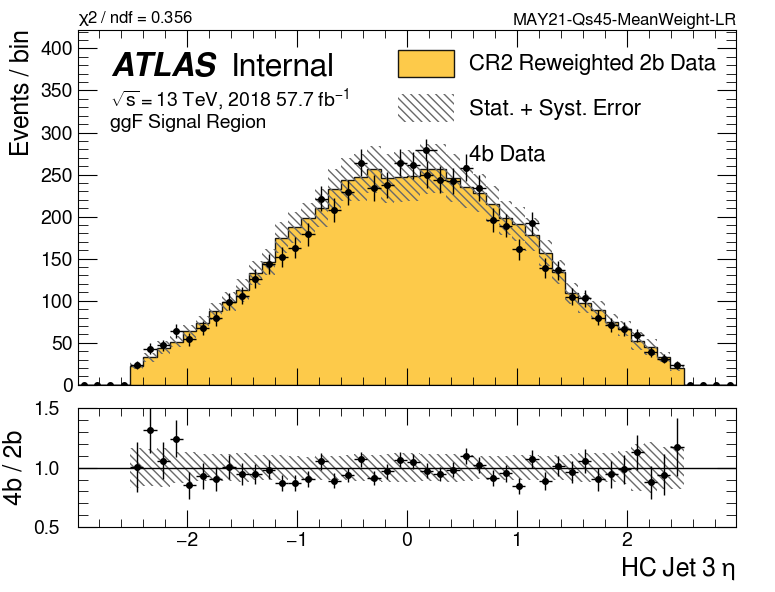 χ2 / ndf = 0.356
MAY21-Qs45-MeanWeight-LR
Events / bin
400
350
300
250
200
150
100
50
0
ATLAS Internal
√s = 13 TeV, 2018 57.7 fb−1
ggF Signal Region
CR2 Reweighted 2b Data
Stat. + Syst. Error
4b Data
4b / 2b
1.5
1.0
0.5
−2 −1 0 1 2
HC Jet 3 η